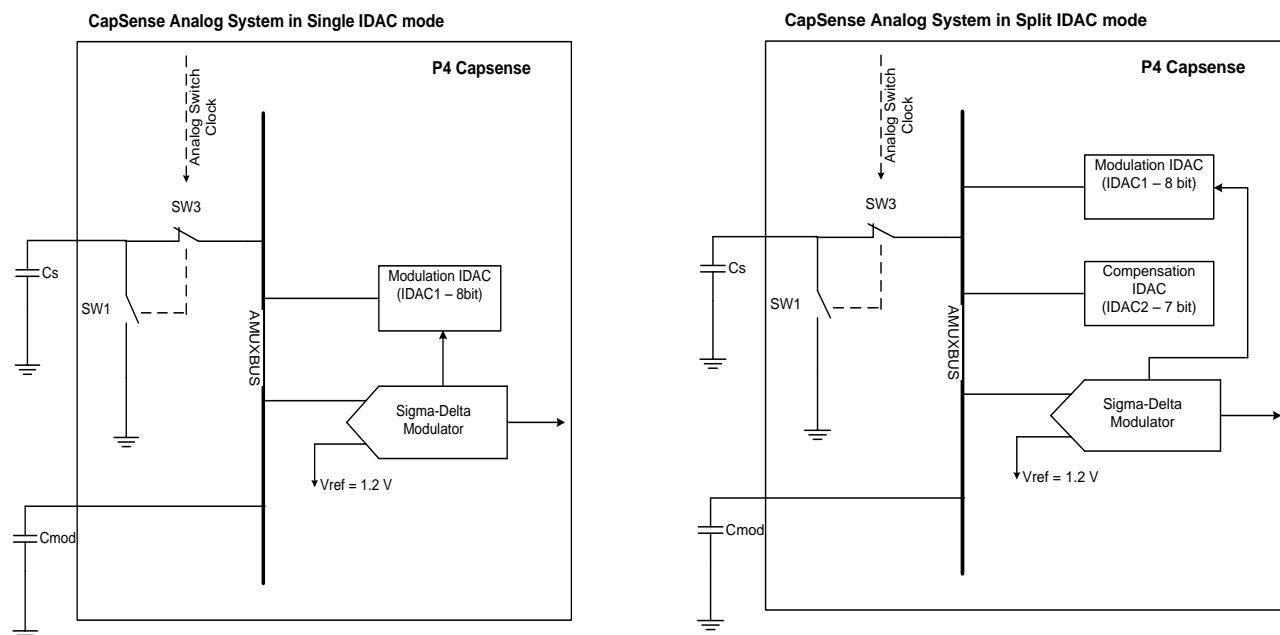 CapSense Analog System in Single IDAC mode
P4 Capsense
Analog Switch
Clock
SW3
Cs
SW1
Modulation IDAC
(IDAC1 – 8bit)
AMUXBUS
Sigma-Delta
Modulator
Vref = 1.2 V
Cmod
CapSense Analog System in Split IDAC mode
P4 Capsense
Analog Switch
Clock
Modulation IDAC
(IDAC1 – 8 bit)
SW3
Cs
SW1
Compensation
IDAC
(IDAC2 – 7 bit)
AMUXBUS
Sigma-Delta
Modulator
Vref = 1.2 V
Cmod